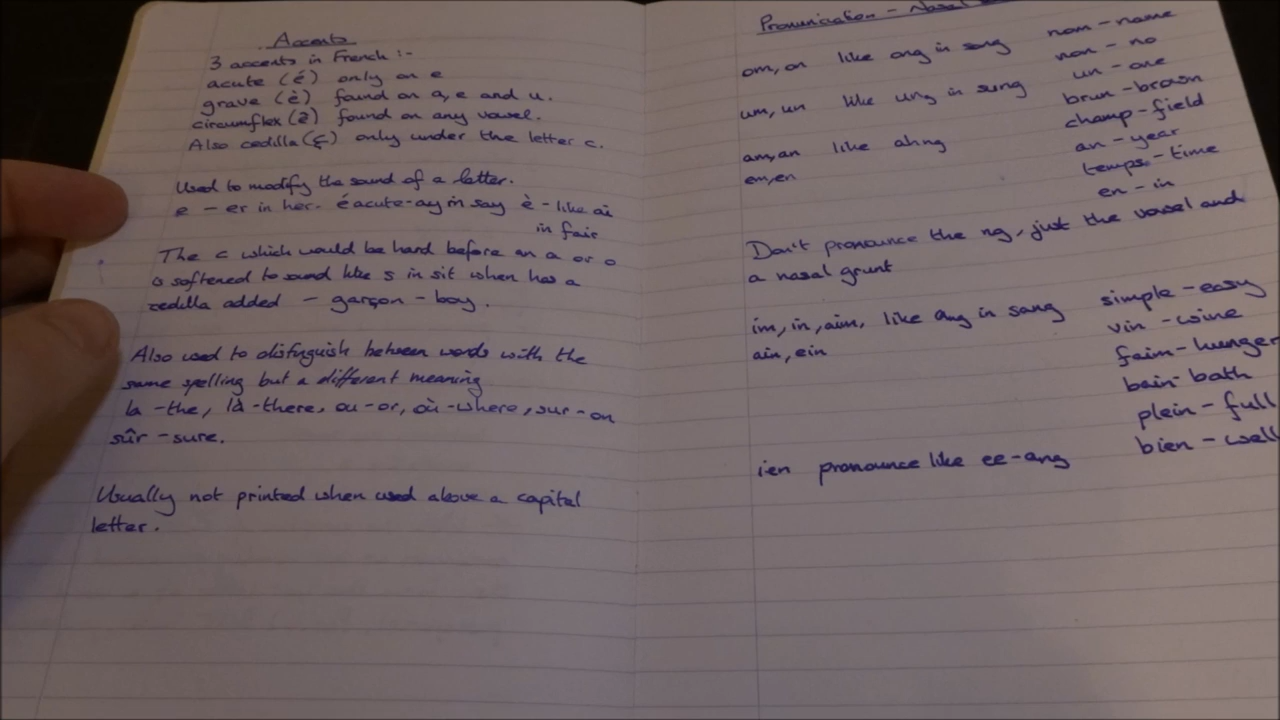 Accents
3 accents in French :-
acute (é) only on e
grave (è) found on a, e and u.
circumflex (â) found on any vowel.
Also cedilla (ç) only under the letter c.
Used to modify the sound of a letter.
e - er in her. é acute - ay in say è - like ai
in fair
The c which would be hard before an a or o
is softened to sound like s in sit when has a
cedilla added - garçon - boy.
Also used to distinguish between words with the
same spelling but a different meaning
la - the, là - there, ou - or, où - where, sur - on
sûr - sure.
Usually not printed when used above a capital
letter.
Pronunciation - Nasal
om, on like ong in song nom - name
non - no
um, un like ung in sung un - one
brun - brown
am, an like ahng champ - field
em, en an - year
temps - time
en - in
Don't pronounce the ng, just the vowel and
a nasal grunt
im, in, aim, like ang in sang simple - easy
ain, ein vin - wine
faim - hunger
bain - bath
plein - full
ien pronounce like ee-ang bien - well